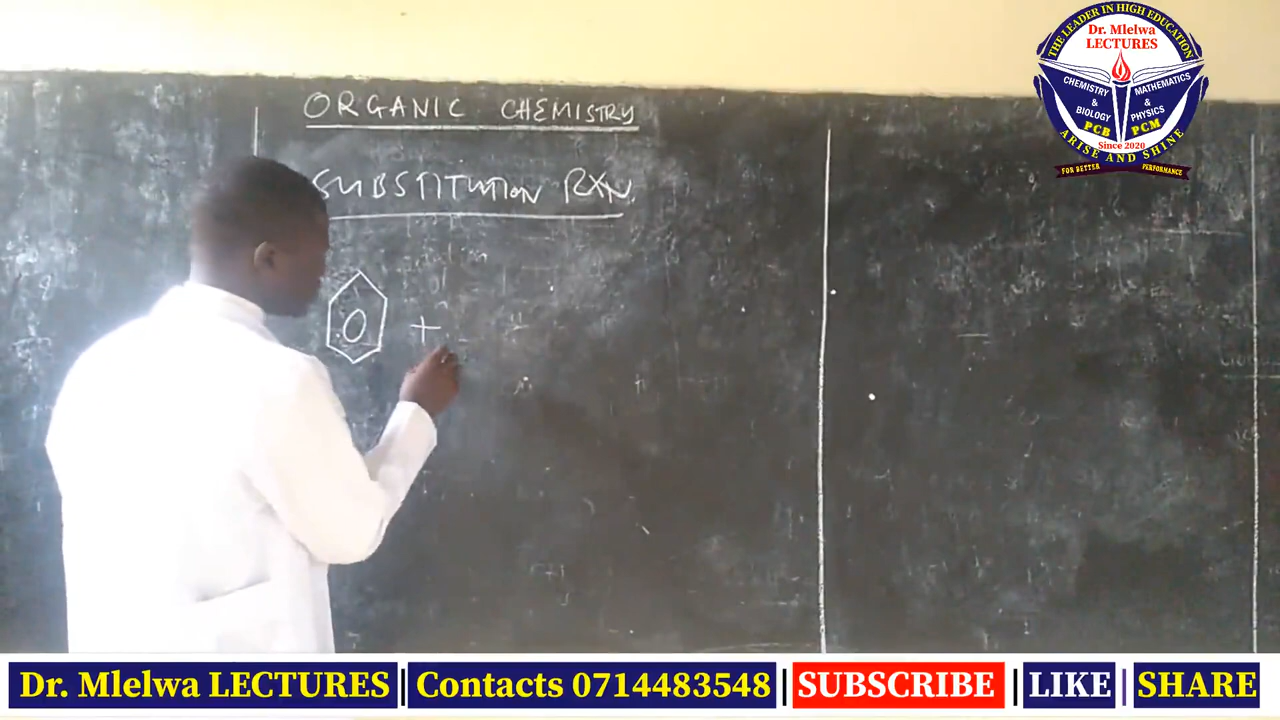 ORGANIC CHEMISTRY
SUBSTITUTION RXN.
+
THE LEADER IN HIGH EDUCATION
Dr. Mlelwa
LECTURES
CHEMISTRY
&
BIOLOGY
PCB
MATHEMATICS
&
PHYSICS
PCM
Since 2020
ARISE AND SHINE
FOR BETTER PERFORMANCE
Dr. Mlelwa LECTURES | Contacts 0714483548 | SUBSCRIBE | LIKE | SHARE